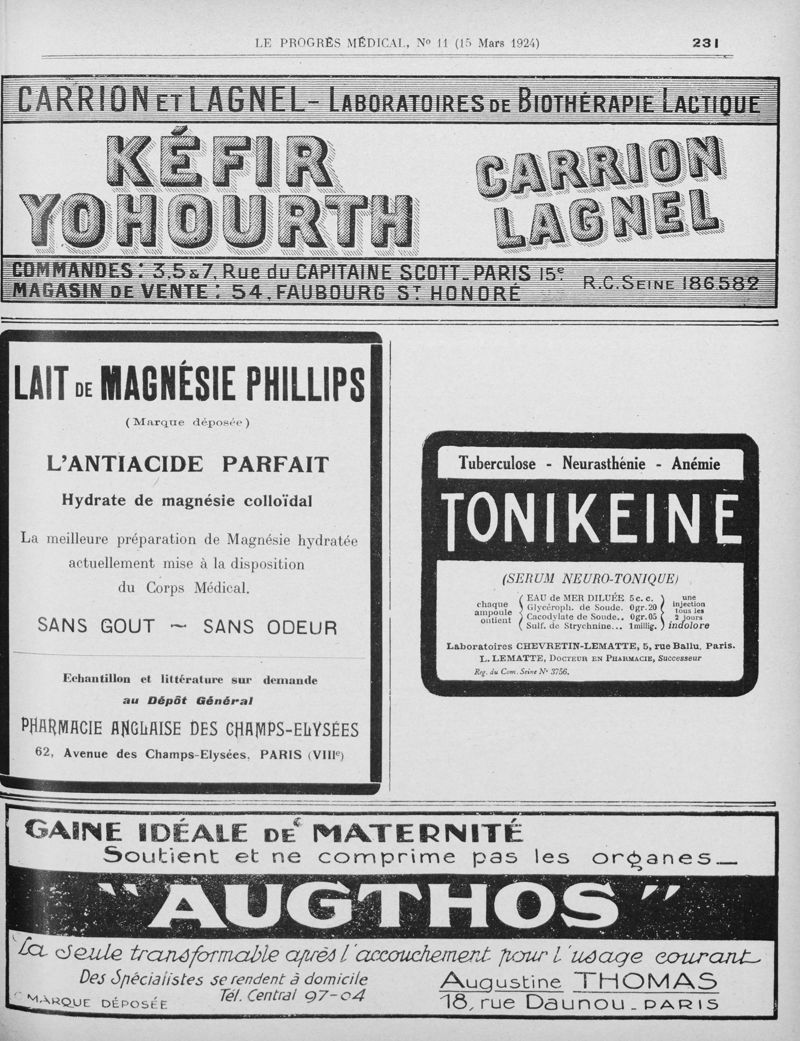 LE PROGRÈS MÉDICAL, No 11 (15 Mars 1924)
231
CARRION ET LAGNEL - LABORATOIRES DE BIOTHÉRAPIE LACTIQUE
KÉFIR
YOHOURTH
CARRION
LAGNEL
COMMANDES : 3, 5 & 7, Rue du CAPITAINE SCOTT - PARIS 15e
MAGASIN DE VENTE : 54, FAUBOURG ST HONORÉ
R.C. SEINE 186582
LAIT DE MAGNÉSIE PHILLIPS
(Marque déposée)
L'ANTIACIDE PARFAIT
Hydrate de magnésie colloïdal
La meilleure préparation de Magnésie hydratée
actuellement mise à la disposition
du Corps Médical.
SANS GOUT — SANS ODEUR
Echantillon et littérature sur demande
au Dépôt Général
PHARMACIE ANGLAISE DES CHAMPS-ELYSÉES
62, Avenue des Champs-Elysées, PARIS (VIIIe)
Tuberculose - Neurasthénie - Anémie
TONIKEINE
(SERUM NEURO-TONIQUE)
chaque
ampoule
ontient
EAU de MER DILUÉE 5 c. c.
Glycéroph. de Soude. 0gr.20
Cacodylate de Soude.. 0gr.05
Sulf. de Strychnine... 1millig.
une
injection
tous les
2 jours
indolore
Laboratoires CHEVRETIN-LEMATTE, 5, rue Ballu, Paris.
L. LEMATTE, DOCTEUR EN PHARMACIE, Successeur
Reg. du Com. Seine No 3756.
GAINE IDÉALE DE MATERNITÉ
Soutient et ne comprime pas les organes_
"AUGTHOS"
La seule transformable après l'accouchement pour l'usage courant
Des Spécialistes se rendent à domicile
Tél. Central 97-04
MARQUE DÉPOSÉE
Augustine THOMAS
18, rue Daunou - PARIS